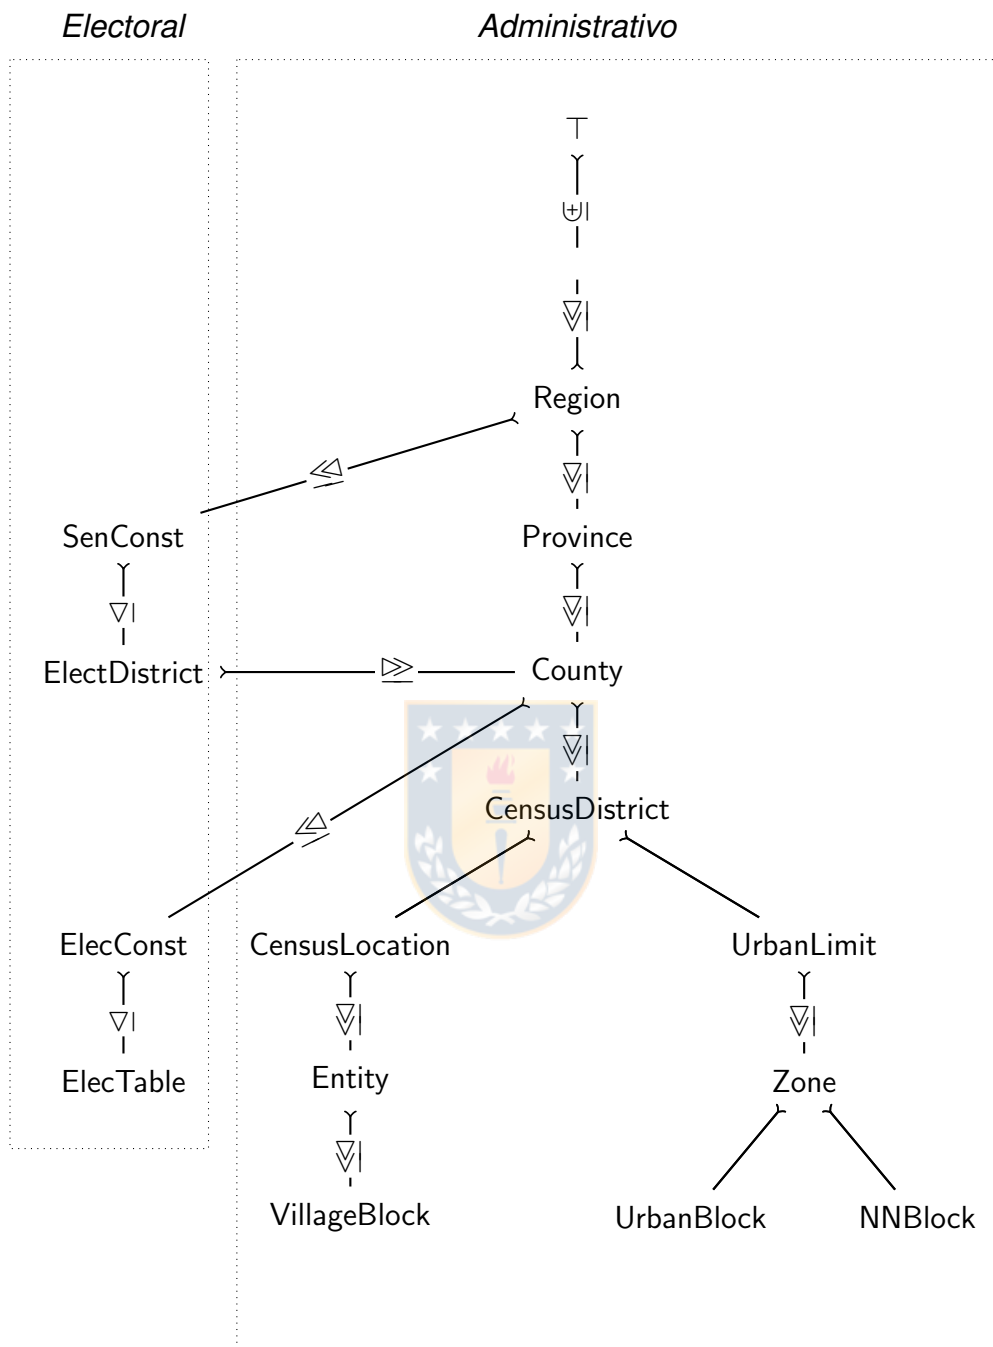 Electoral Administrativo
⊤
Region
SenConst Province
ElectDistrict County
CensusDistrict
ElecConst CensusLocation UrbanLimit
ElecTable Entity Zone
VillageBlock UrbanBlock NNBlock